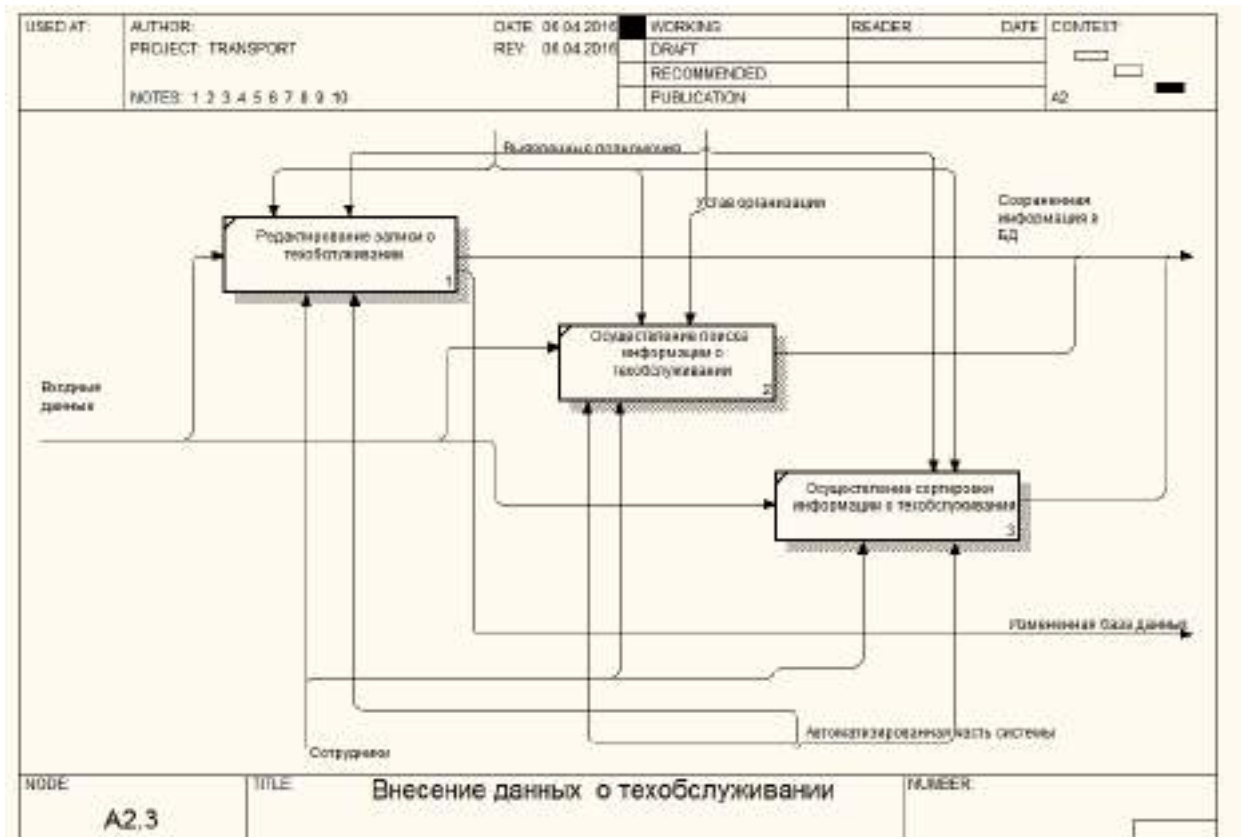 USED AT:
AUTHOR:
DATE: 06.04.2016
WORKING
READER
DATE
CONTEXT:
PROJECT: TRANSPORT
REV: 06.04.2016
DRAFT
RECOMMENDED
NOTES: 1 2 3 4 5 6 7 8 9 10
PUBLICATION
A2
полномочия
Устав организации
Сохраненная
информация в
БД
Редактирование записи о
техобслуживании
1
Осуществление поиска
информации о
техобслуживании
2
Входные
данные
Осуществление сортировки
информации о техобслуживании
3
Измененная база данных
Автоматизированная часть системы
Сотрудники
NODE:
TITLE:
Внесение данных о техобслуживании
NUMBER:
A2.3